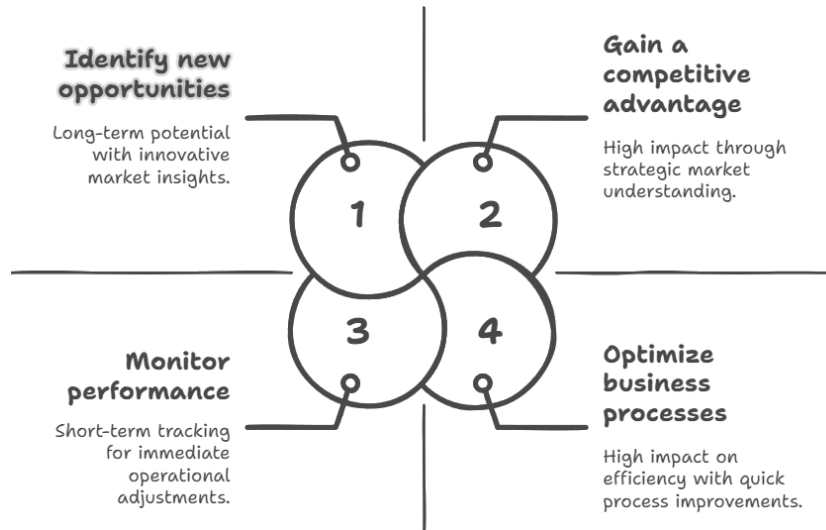 Identify new
opportunities
Long-term potential
with innovative
market insights.
Gain a
competitive
advantage
High impact through
strategic market
understanding.
1
2
3
4
Monitor
performance
Short-term tracking
for immediate
operational
adjustments.
Optimize
business
processes
High impact on
efficiency with quick
process improvements.